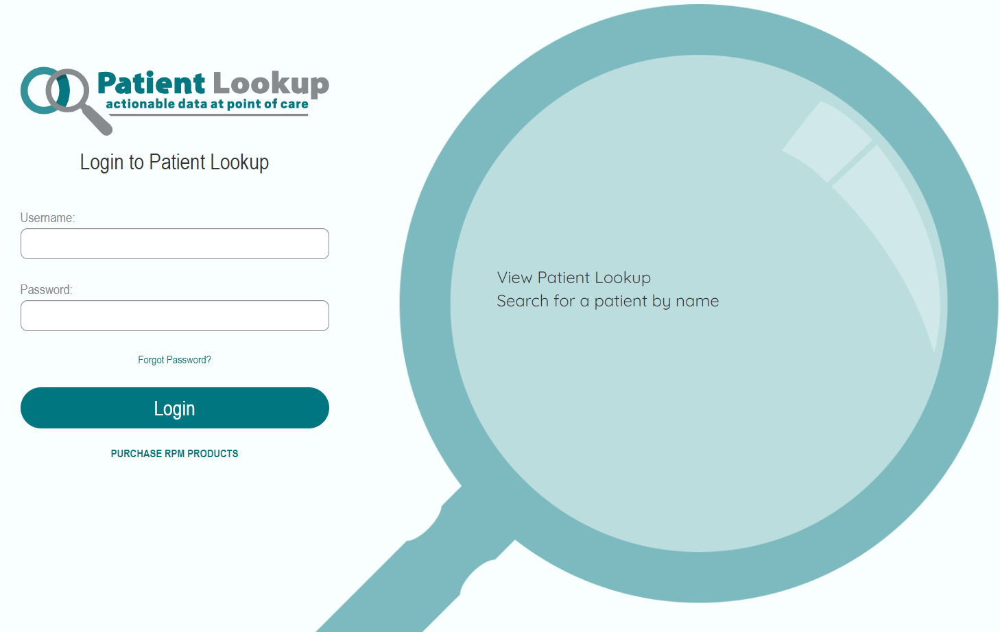 Patient Lookup
actionable data at point of care
Login to Patient Lookup
Username:
Password:
Forgot Password?
Login
PURCHASE RPM PRODUCTS
View Patient Lookup
Search for a patient by name